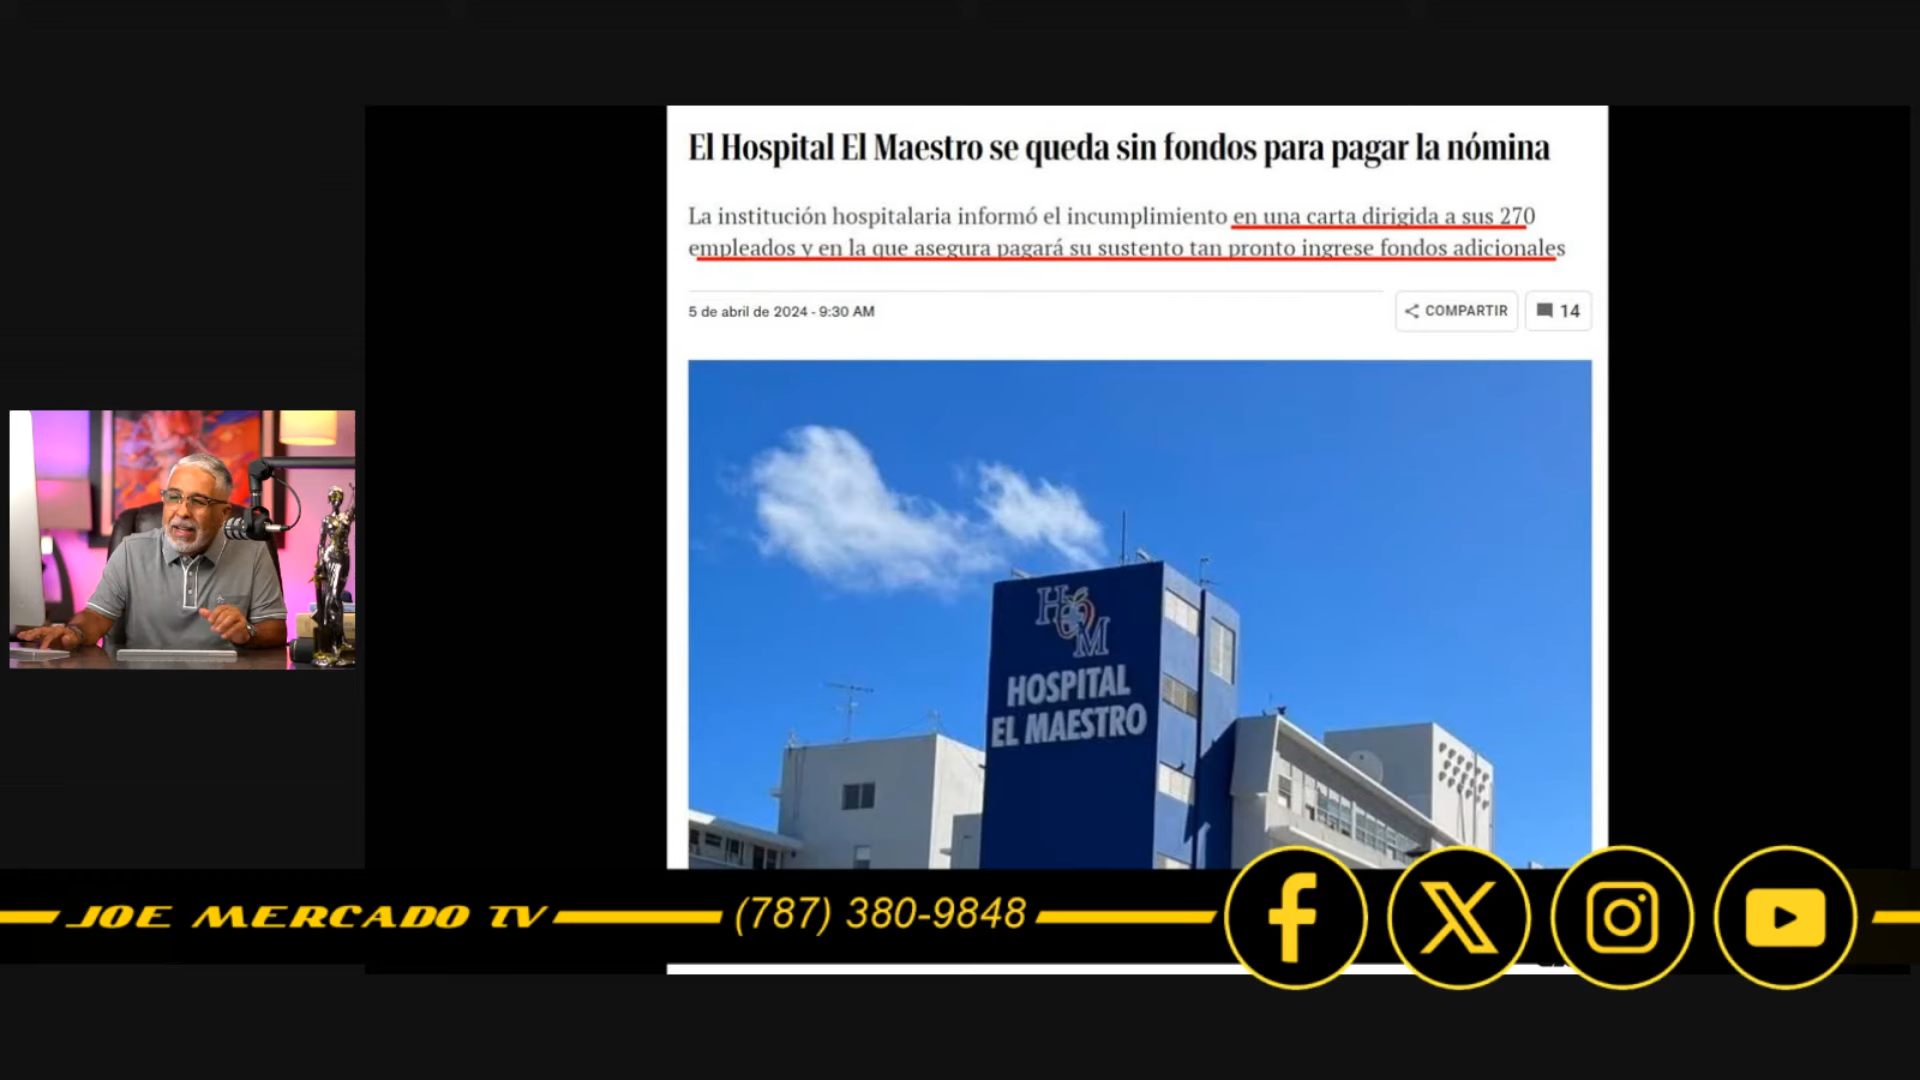 El Hospital El Maestro se queda sin fondos para pagar la nómina
La institución hospitalaria informó el incumplimiento en una carta dirigida a sus 270
empleados y en la que asegura pagará su sustento tan pronto ingrese fondos adicionales
5 de abril de 2024 - 9:30 AM
COMPARTIR
14
HM
HOSPITAL
EL MAESTRO
JOE MERCADO TV
(787) 380-9848